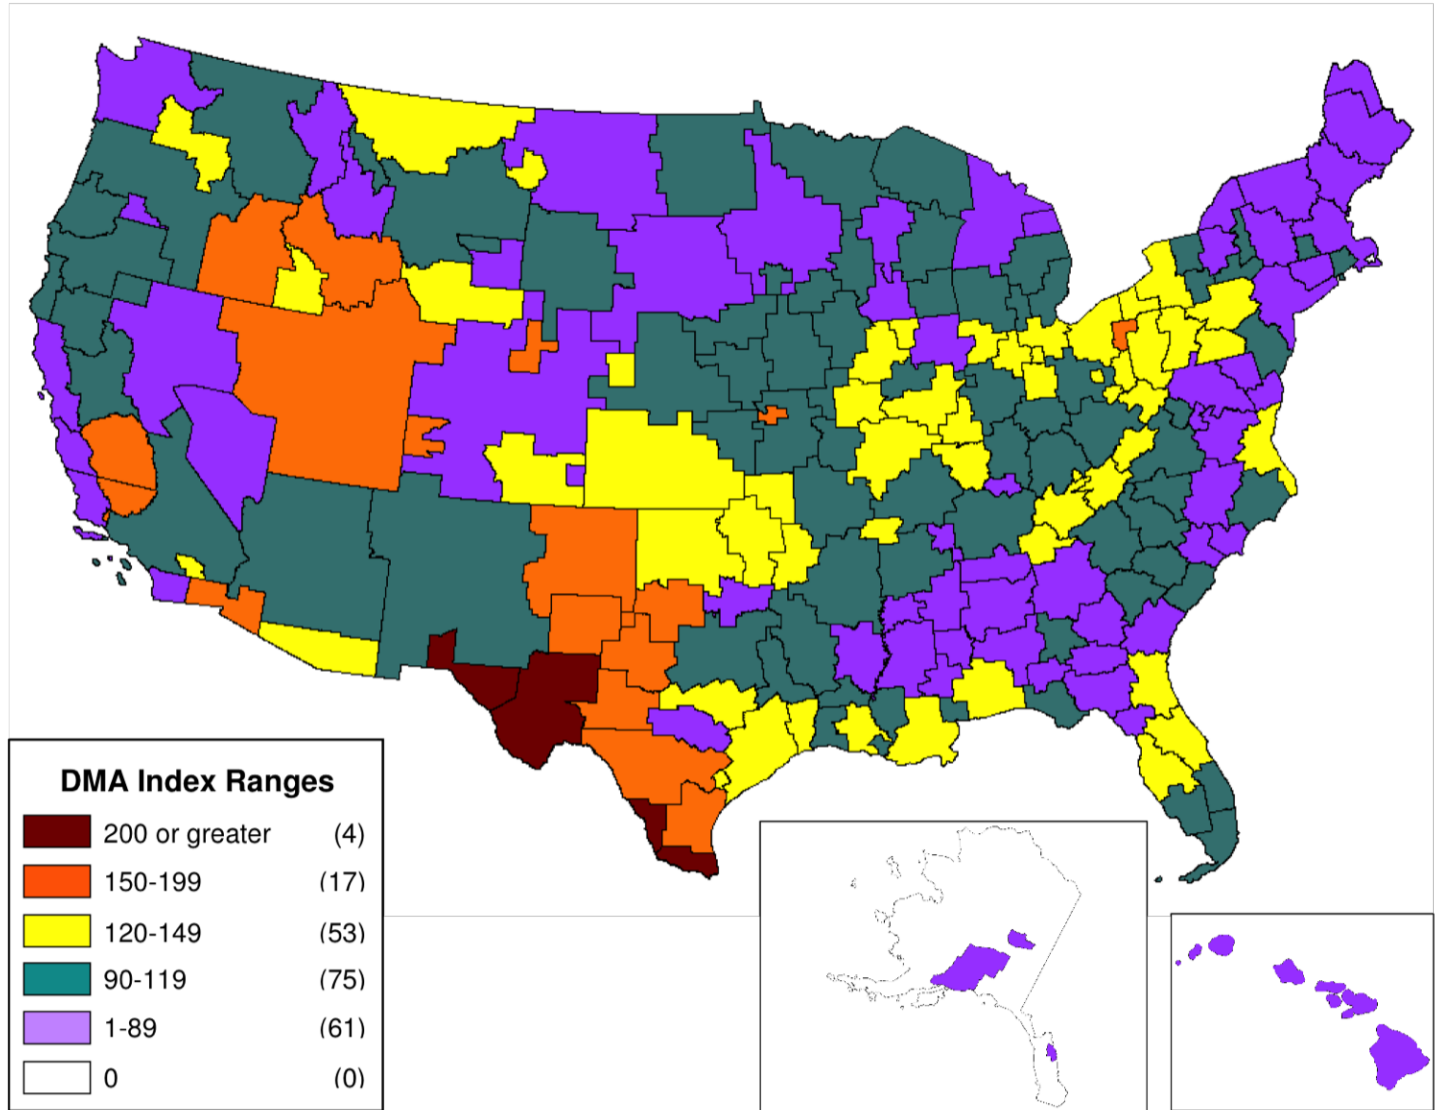 DMA Index Ranges
200 or greater (4)
150-199 (17)
120-149 (53)
90-119 (75)
1-89 (61)
0 (0)